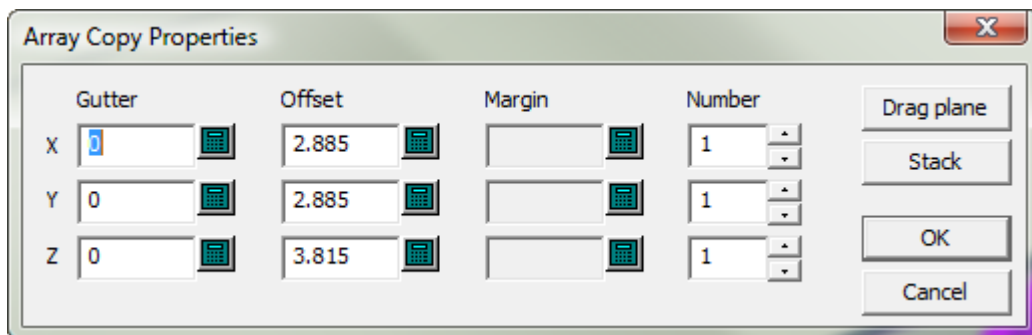 Array Copy Properties
Gutter Offset Margin Number
X 0 2.885 1
Y 0 2.885 1
Z 0 3.815 1
Drag plane
Stack
OK
Cancel